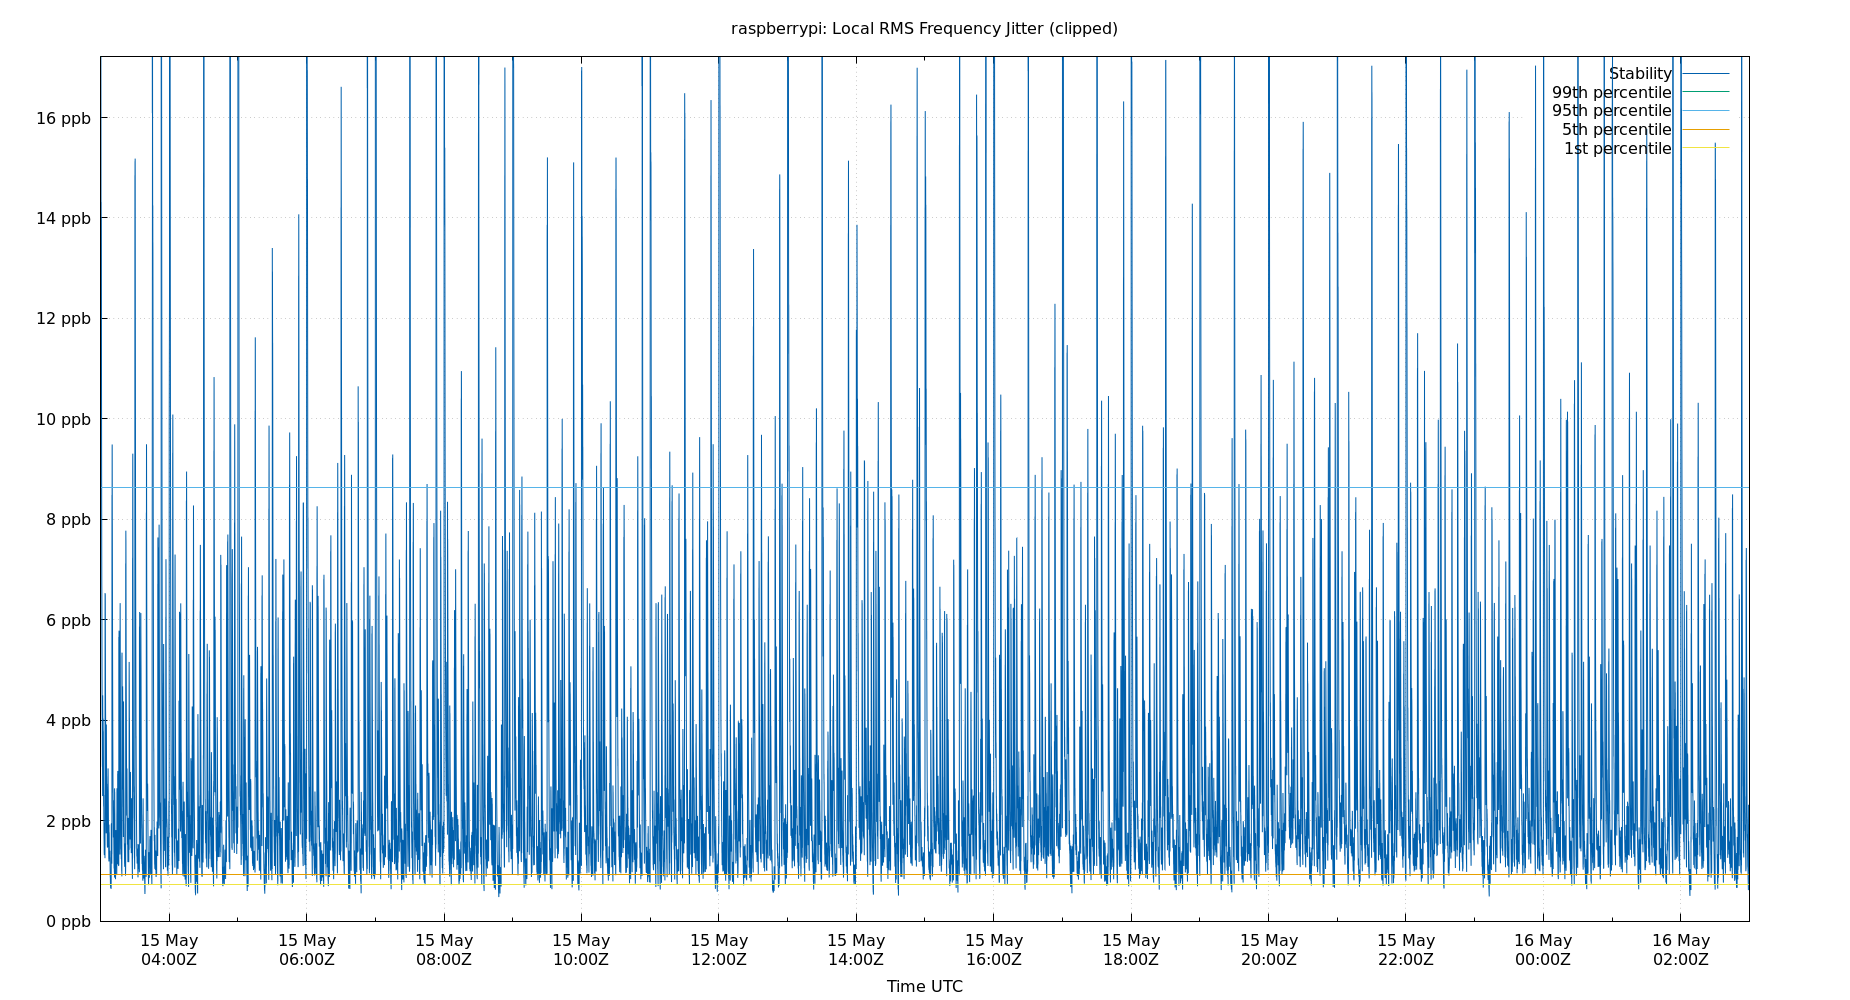 raspberrypi: Local RMS Frequency Jitter (clipped)
Stability
99th percentile
95th percentile
5th percentile
1st percentile
16 ppb
14 ppb
12 ppb
10 ppb
8 ppb
6 ppb
4 ppb
2 ppb
0 ppb
15 May 15 May 15 May 15 May 15 May 15 May 15 May 15 May 15 May 15 May 16 May 16 May
04:00Z 06:00Z 08:00Z 10:00Z 12:00Z 14:00Z 16:00Z 18:00Z 20:00Z 22:00Z 00:00Z 02:00Z
Time UTC